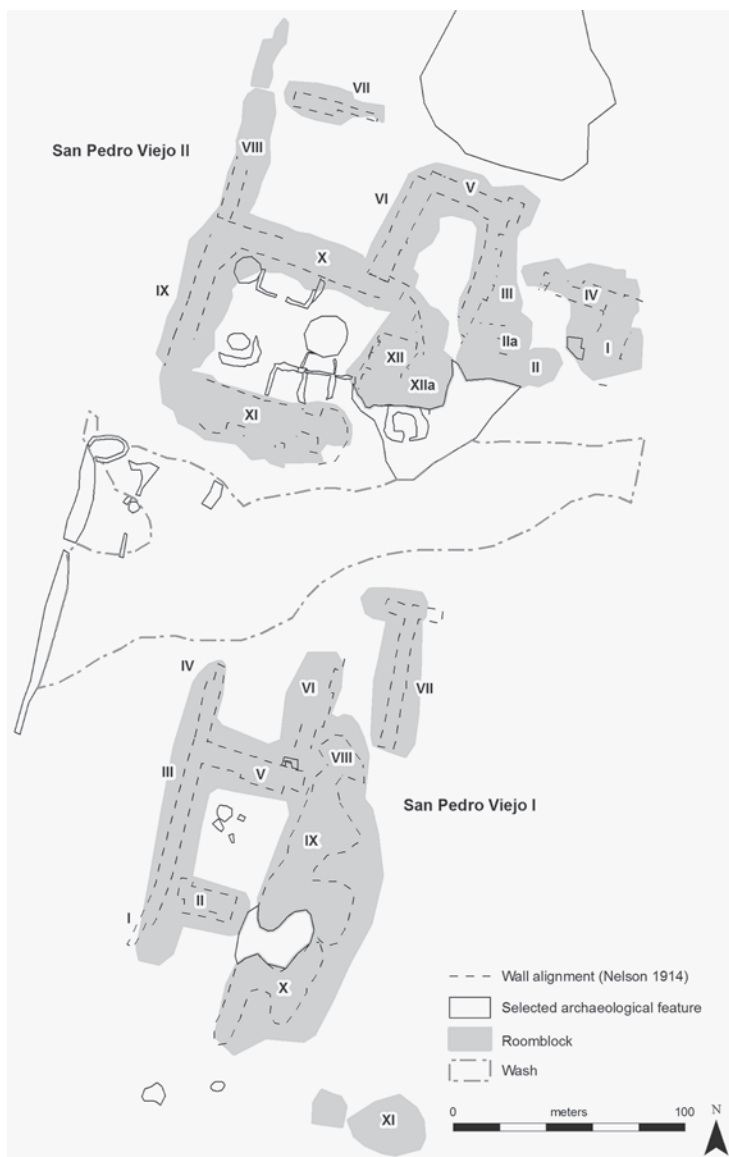 VII
San Pedro Viejo II
VIII
V
VI
X
IX
III
IV
IIa
I
XII
II
XIIa
XI
IV
VI
VII
VIII
III
V
San Pedro Viejo I
IX
II
I
X
Wall alignment (Nelson 1914)
Selected archaeological feature
Roomblock
Wash
XI
0 meters 100
N